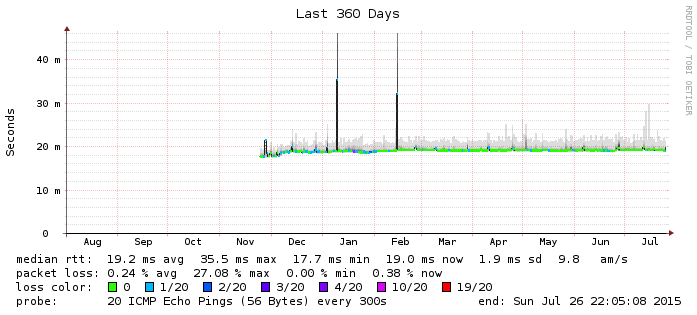 Last 360 Days
RRDTOOL / TOBI OETIKER
Seconds
40 m
30 m
20 m
10 m
0
Aug Sep Oct Nov Dec Jan Feb Mar Apr May Jun Jul
median rtt: 19.2 ms avg 35.5 ms max 17.7 ms min 19.0 ms now 1.9 ms sd 9.8 am/s
packet loss: 0.24 % avg 27.08 % max 0.00 % min 0.38 % now
loss color: 0 1/20 2/20 3/20 4/20 10/20 19/20
probe: 20 ICMP Echo Pings (56 Bytes) every 300s end: Sun Jul 26 22:05:08 2015